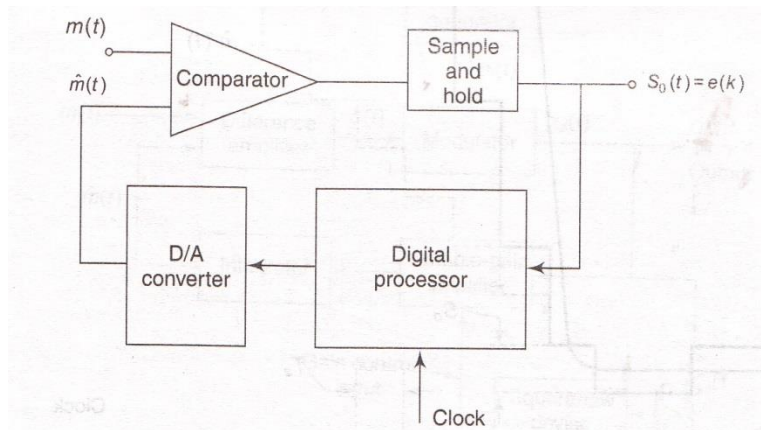 m(t)
m̂(t)
Comparator
Sample
and
hold
S₀(t) = e(k)
D/A
converter
Digital
processor
Clock